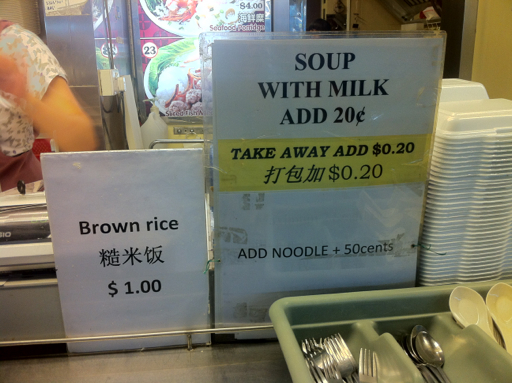 $4.00
海鲜糜
Seafood Porridge
23
SOUP
WITH MILK
ADD 20¢
TAKE AWAY ADD $0.20
打包加 $0.20
ADD NOODLE + 50cents
Brown rice
糙米饭
$ 1.00